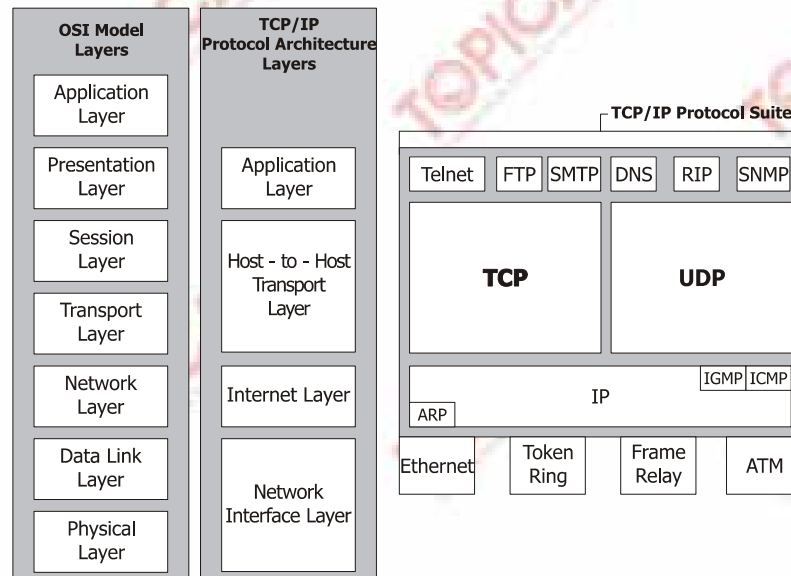 OSI Model
Layers
Application
Layer
Presentation
Layer
Session
Layer
Transport
Layer
Network
Layer
Data Link
Layer
Physical
Layer
TCP/IP
Protocol Architecture
Layers
Application
Layer
Host - to - Host
Transport
Layer
Internet Layer
Network
Interface Layer
TCP/IP Protocol Suite
Telnet FTP SMTP DNS RIP SNMP
TCP UDP
IGMP ICMP
IP
ARP
Ethernet
Token
Ring
Frame
Relay
ATM